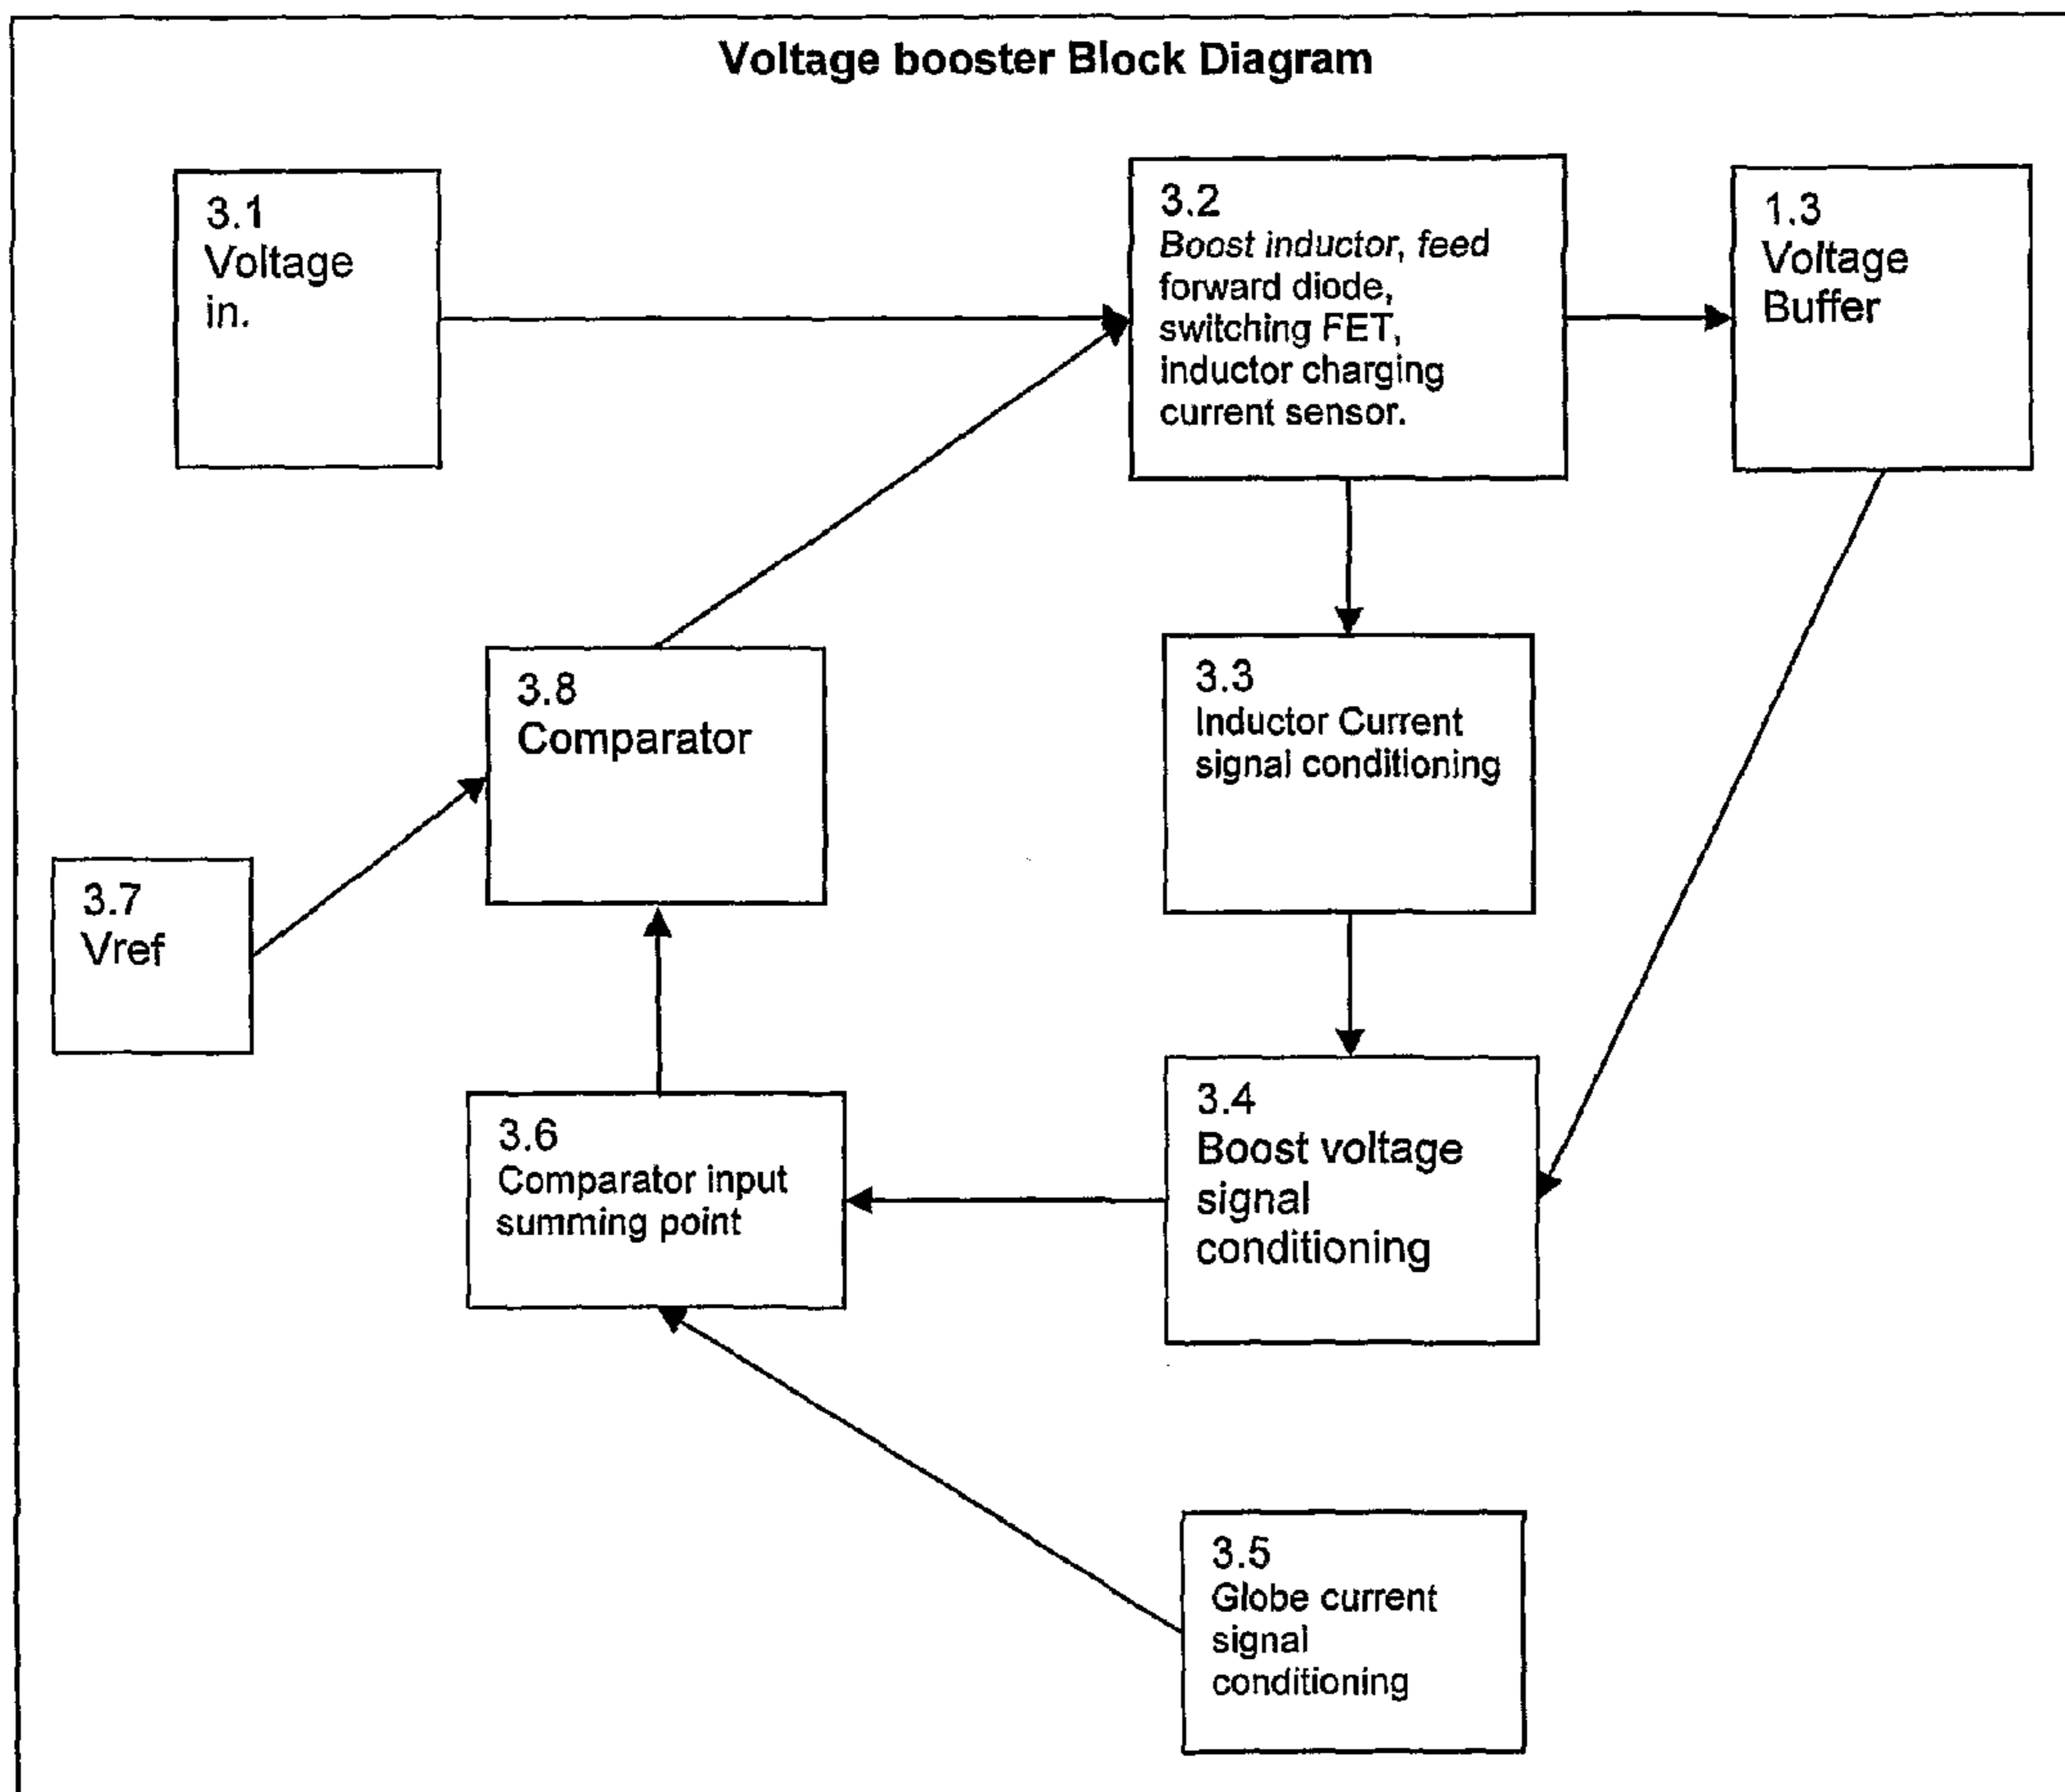 Voltage booster Block Diagram
3.1
Voltage
in.
3.2
Boost inductor, feed
forward diode,
switching FET,
inductor charging
current sensor.
1.3
Voltage
Buffer
3.8
Comparator
3.3
Inductor Current
signal conditioning
3.7
Vref
3.6
Comparator input
summing point
3.4
Boost voltage
signal
conditioning
3.5
Globe current
signal
conditioning